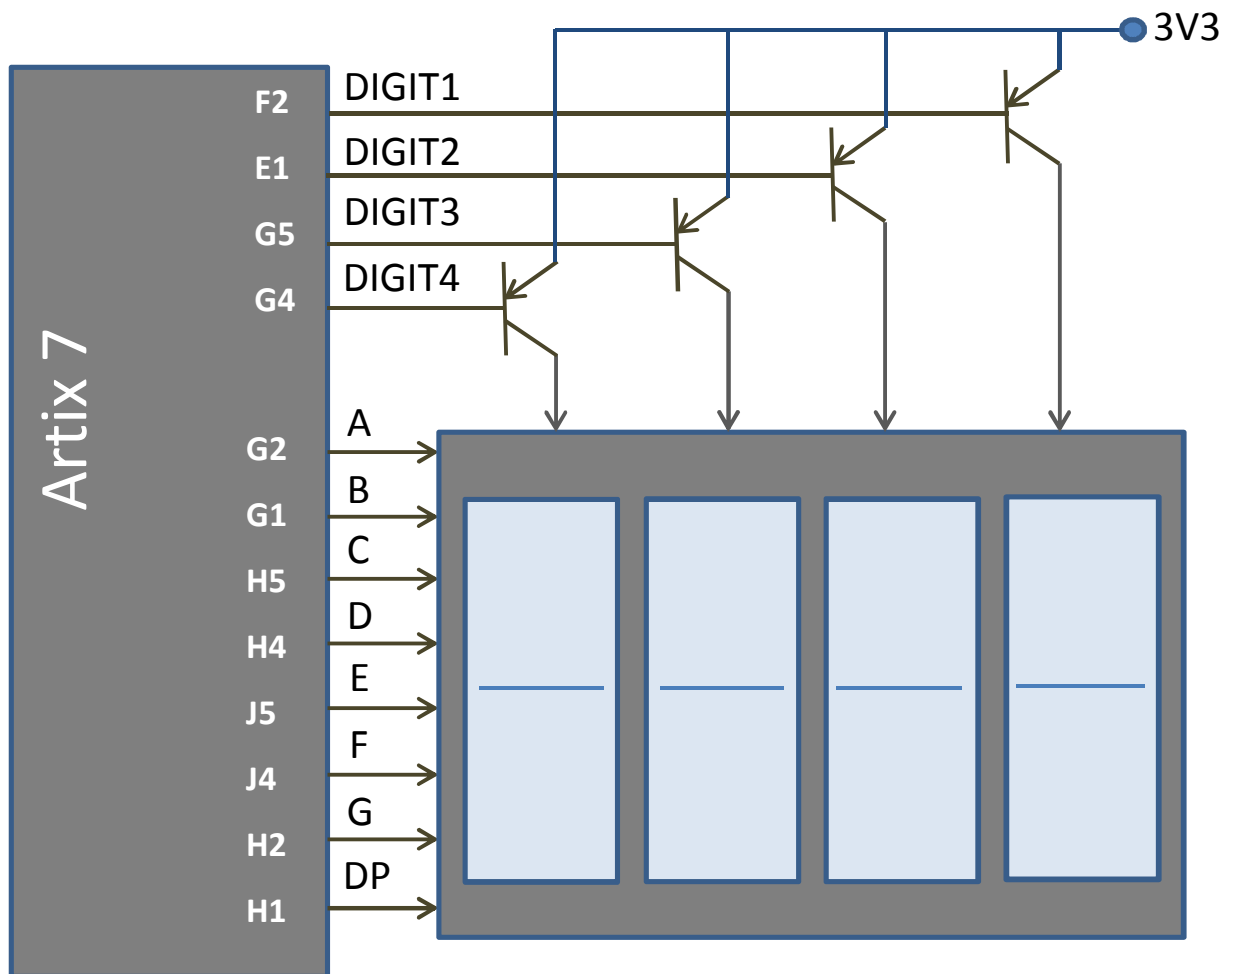 3V3
F2 DIGIT1
E1 DIGIT2
G5 DIGIT3
G4 DIGIT4
Artix 7
G2 A
G1 B
H5 C
H4 D
J5 E
J4 F
H2 G
H1 DP